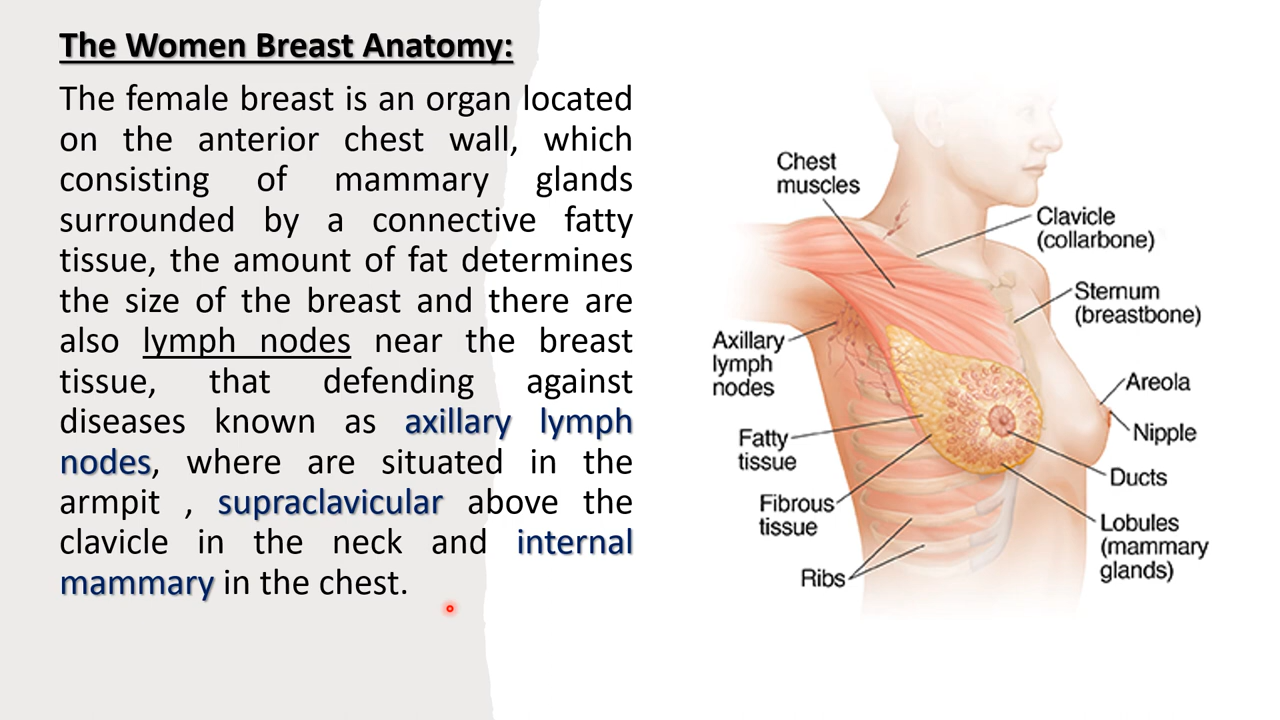 The Women Breast Anatomy:
The female breast is an organ located
on the anterior chest wall, which
consisting of mammary glands
surrounded by a connective fatty
tissue, the amount of fat determines
the size of the breast and there are
also lymph nodes near the breast
tissue, that defending against
diseases known as axillary lymph
nodes, where are situated in the
armpit , supraclavicular above the
clavicle in the neck and internal
mammary in the chest.
Chest
muscles
Clavicle
(collarbone)
Sternum
(breastbone)
Axillary
lymph
nodes
Areola
Nipple
Fatty
tissue
Ducts
Fibrous
tissue
Lobules
(mammary
glands)
Ribs